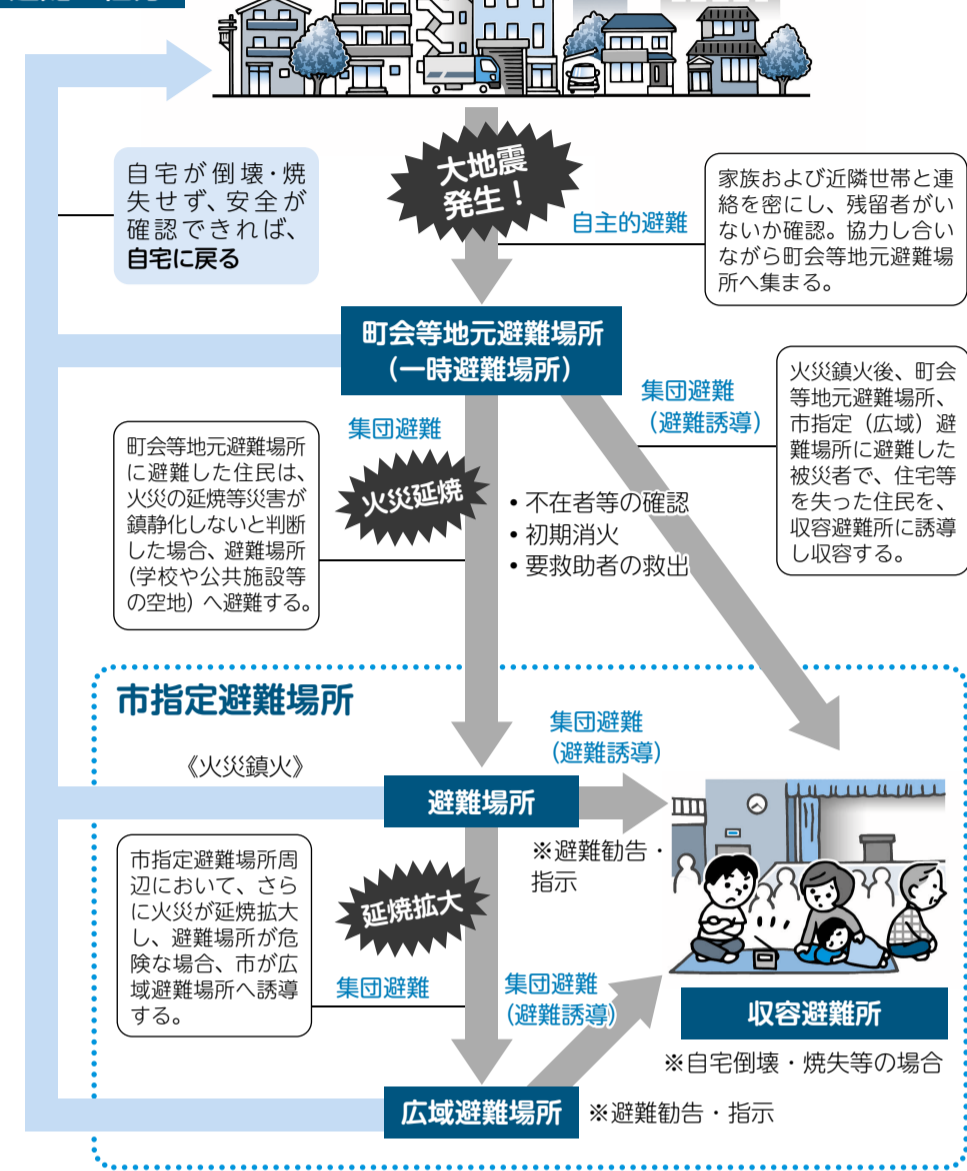 大地震
発生！
自宅が倒壊・焼
失せず、安全が
確認できれば、
自宅に戻る
自主的避難
家族および近隣世帯と連
絡を密にし、残留者がい
ないか確認。協力し合い
ながら町会等地元避難場
所へ集まる。
町会等地元避難場所
（一時避難場所）
集団避難
火災延焼
町会等地元避難場所
に避難した住民は、
火災の延焼等災害が
鎮静化しないと判断
した場合、避難場所
（学校や公共施設等
の空地）へ避難する。
・不在者等の確認
・初期消火
・要救助者の救出
集団避難
（避難誘導）
火災鎮火後、町会
等地元避難場所、
市指定（広域）避
難場所に避難した
被災者で、住宅等
を失った住民を、
収容避難所に誘導
し収容する。
市指定避難場所
《火災鎮火》
避難場所
集団避難
（避難誘導）
※避難勧告・
指示
市指定避難場所周
辺において、さら
に火災が延焼拡大
し、避難場所が危
険な場合、市が広
域避難場所へ誘導
する。
延焼拡大
集団避難
集団避難
（避難誘導）
収容避難所
※自宅倒壊・焼失等の場合
広域避難場所
※避難勧告・指示